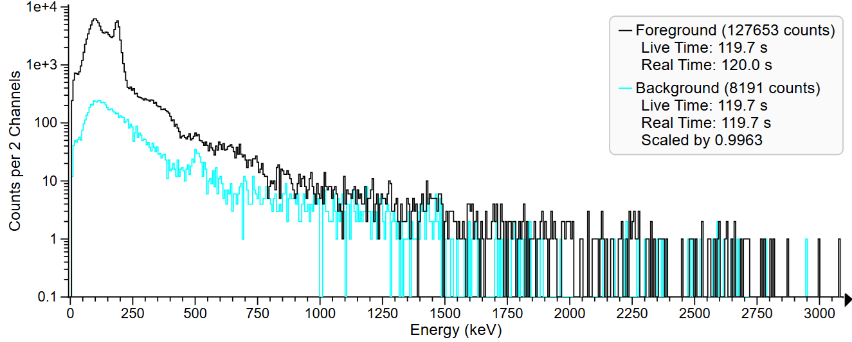 1e+4
1e+3
100
10
1
0.1
Counts per 2 Channels
0
250
500
750
1000
1250
1500
1750
2000
2250
2500
2750
3000
Energy (keV)
Foreground (127653 counts)
Live Time: 119.7 s
Real Time: 120.0 s
Background (8191 counts)
Live Time: 119.7 s
Real Time: 119.7 s
Scaled by 0.9963